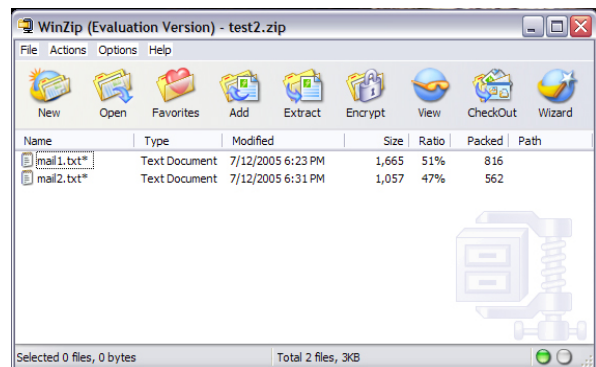 WinZip (Evaluation Version) - test2.zip
File Actions Options Help
New Open Favorites Add Extract Encrypt View CheckOut Wizard
Name Type Modified Size Ratio Packed Path
mail1.txt* Text Document 7/12/2005 6:23 PM 1,665 51% 816
mail2.txt* Text Document 7/12/2005 6:31 PM 1,057 47% 562
Selected 0 files, 0 bytes Total 2 files, 3KB